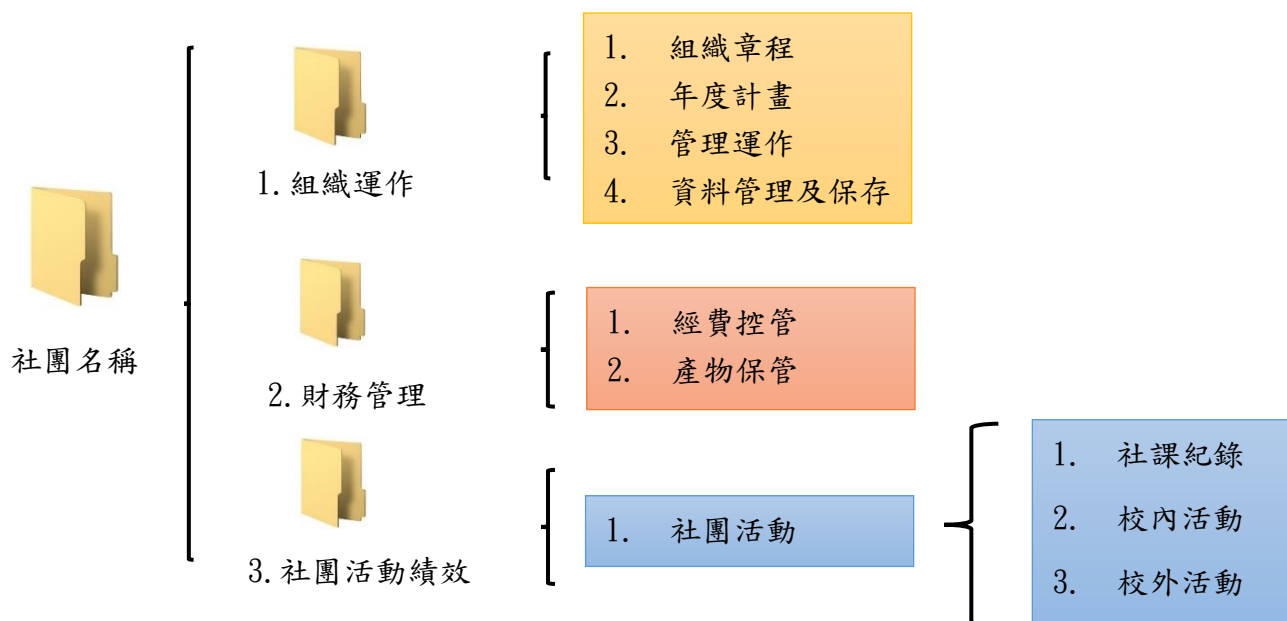 社團名稱
1.組織運作
1. 組織章程
2. 年度計畫
3. 管理運作
4. 資料管理及保存
2.財務管理
1. 經費控管
2. 產物保管
3.社團活動績效
1. 社團活動
1. 社課紀錄
2. 校內活動
3. 校外活動